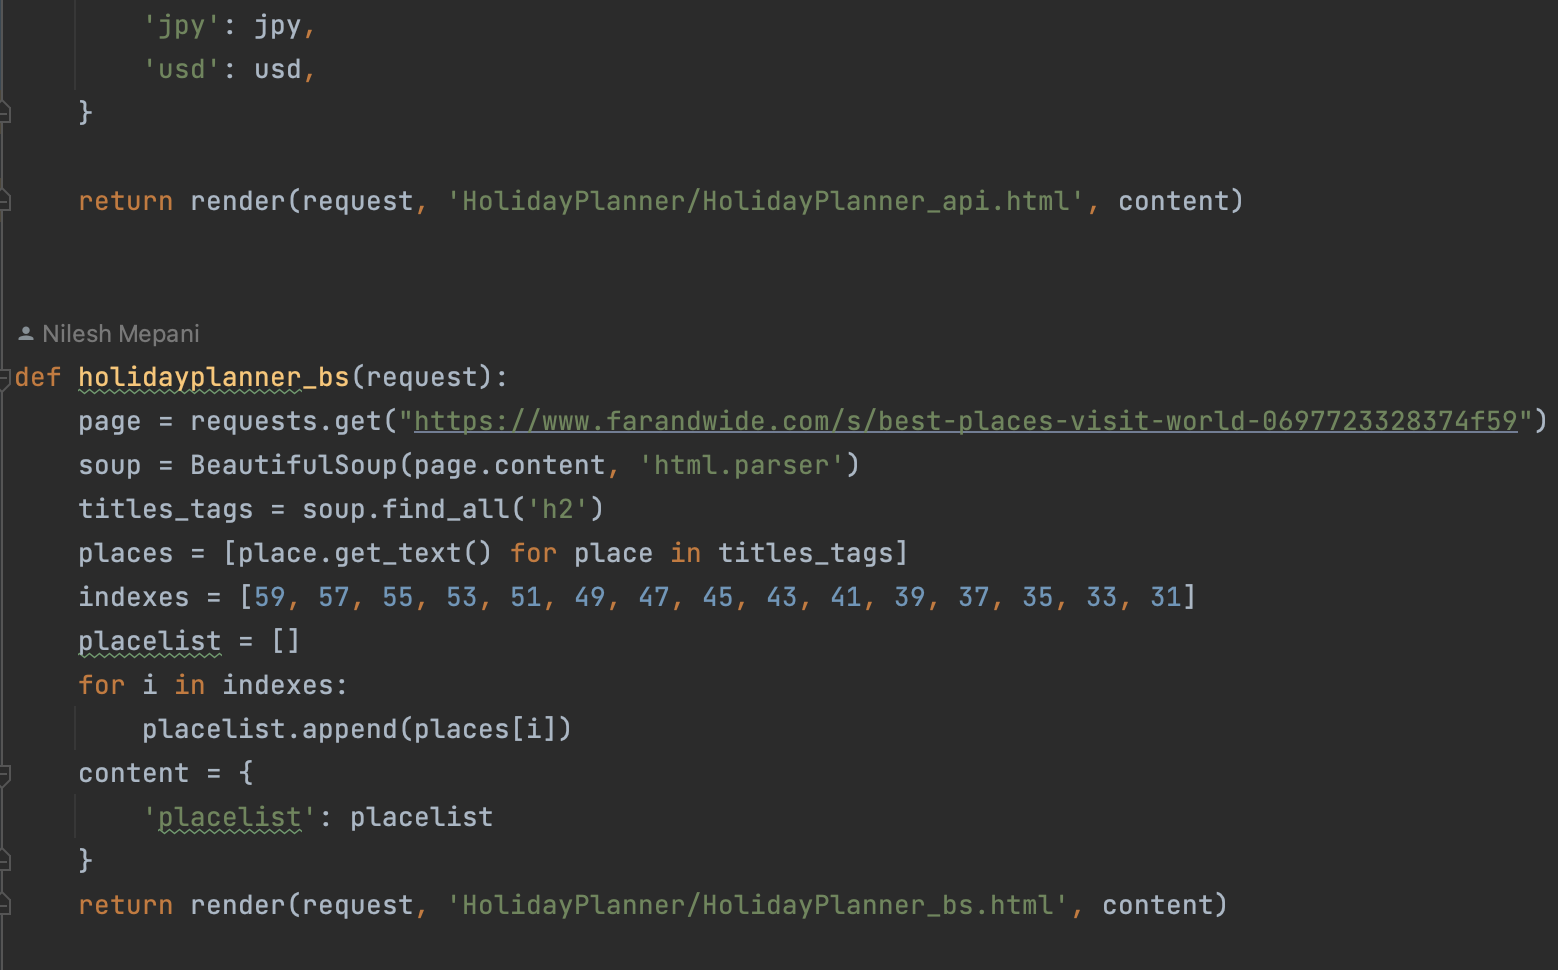 'jpy': jpy,
'usd': usd,
}
return render(request, 'HolidayPlanner/HolidayPlanner_api.html', content)
Nilesh Mepani
def holidayplanner_bs(request):
page = requests.get("https://www.farandwide.com/s/best-places-visit-world-0697723328374f59")
soup = BeautifulSoup(page.content, 'html.parser')
titles_tags = soup.find_all('h2')
places = [place.get_text() for place in titles_tags]
indexes = [59, 57, 55, 53, 51, 49, 47, 45, 43, 41, 39, 37, 35, 33, 31]
placelist = []
for i in indexes:
placelist.append(places[i])
content = {
'placelist': placelist
}
return render(request, 'HolidayPlanner/HolidayPlanner_bs.html', content)